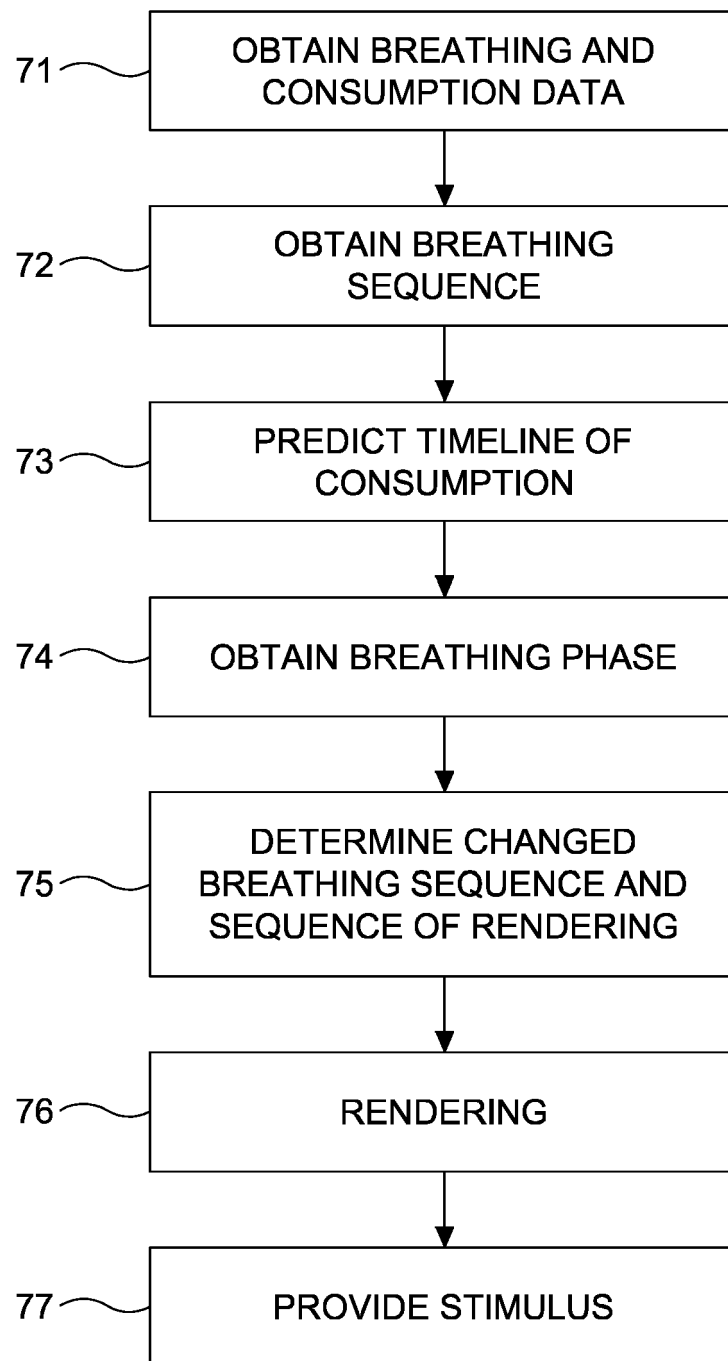 71
OBTAIN BREATHING AND
CONSUMPTION DATA
72
OBTAIN BREATHING
SEQUENCE
73
PREDICT TIMELINE OF
CONSUMPTION
74
OBTAIN BREATHING PHASE
75
DETERMINE CHANGED
BREATHING SEQUENCE AND
SEQUENCE OF RENDERING
76
RENDERING
77
PROVIDE STIMULUS